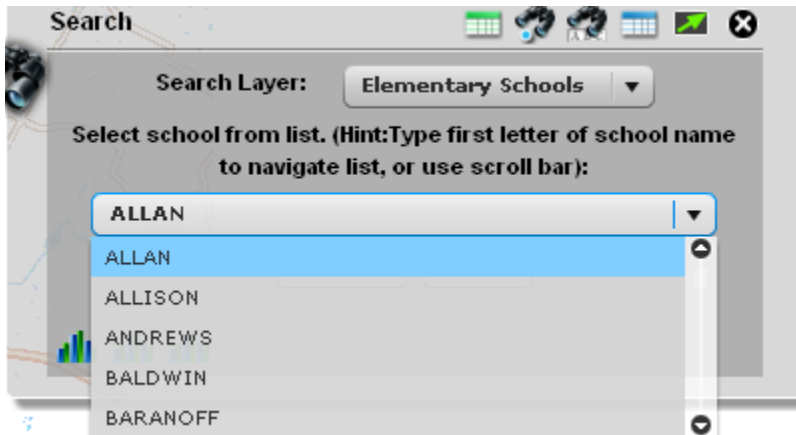 Search
Search Layer:
Elementary Schools
Select school from list. (Hint:Type first letter of school name
to navigate list, or use scroll bar):
ALLAN
ALLAN
ALLISON
ANDREWS
BALDWIN
BARANOFF